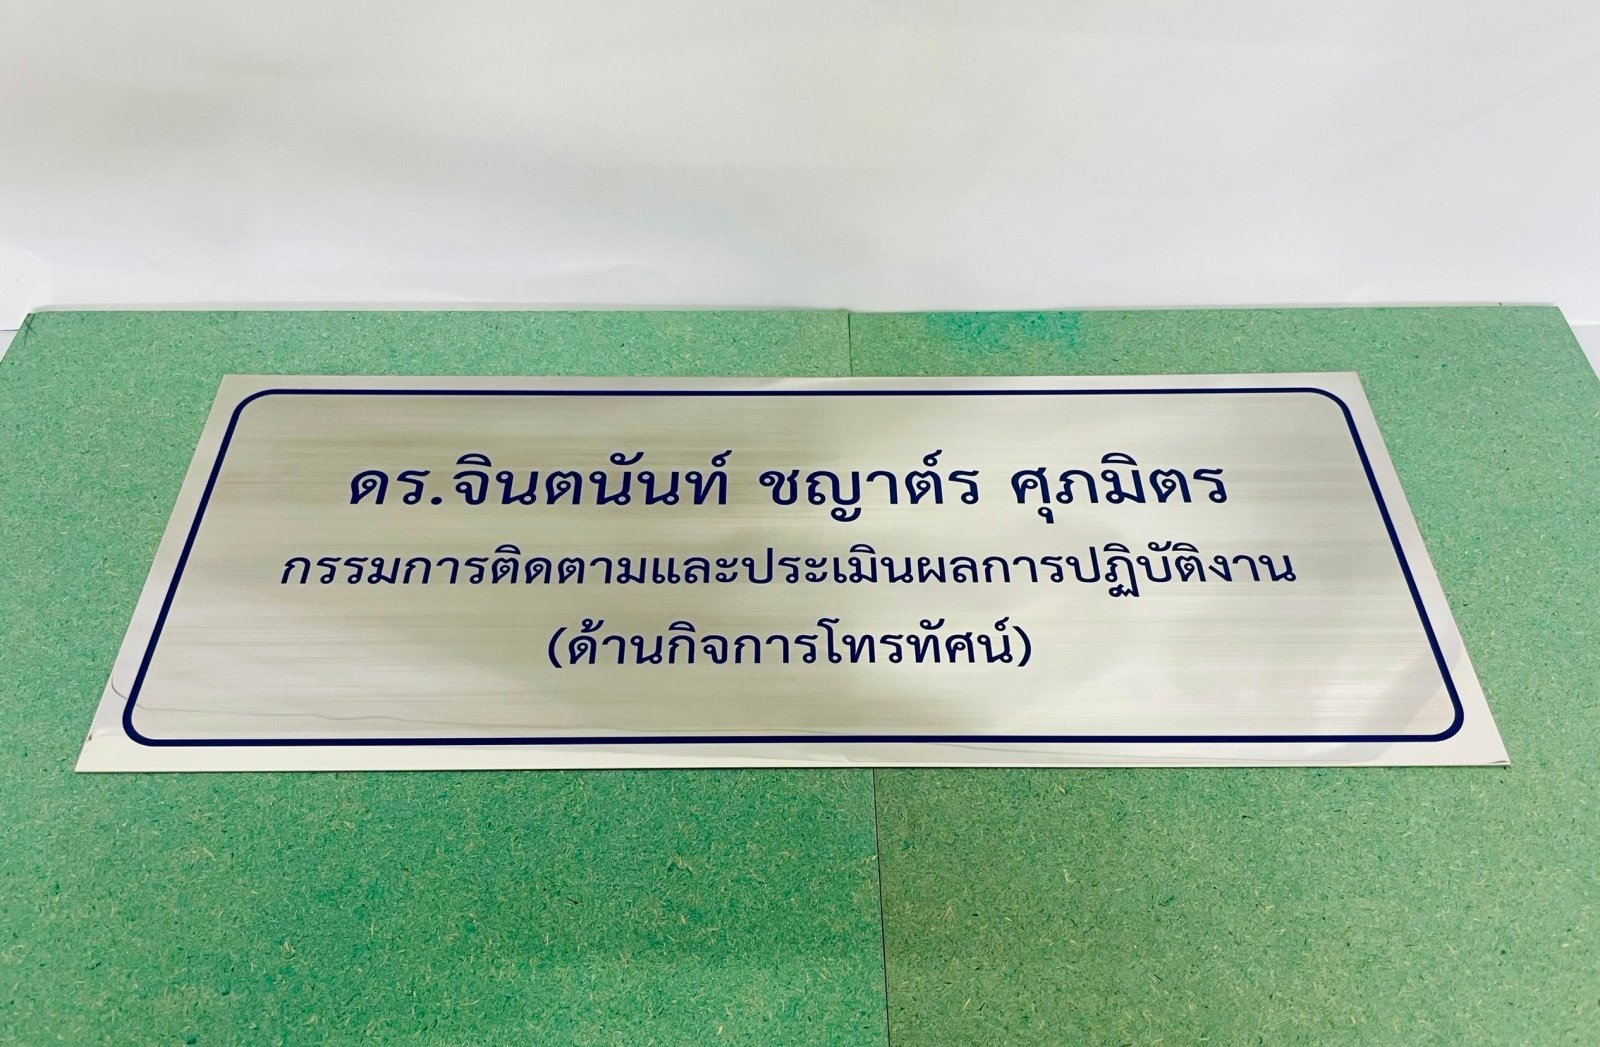 ดร.จินตนันท์ ชญาต์ร ศุภมิตร
กรรมการติดตามและประเมินผลการปฏิบัติงาน
(ด้านกิจการโทรทัศน์)